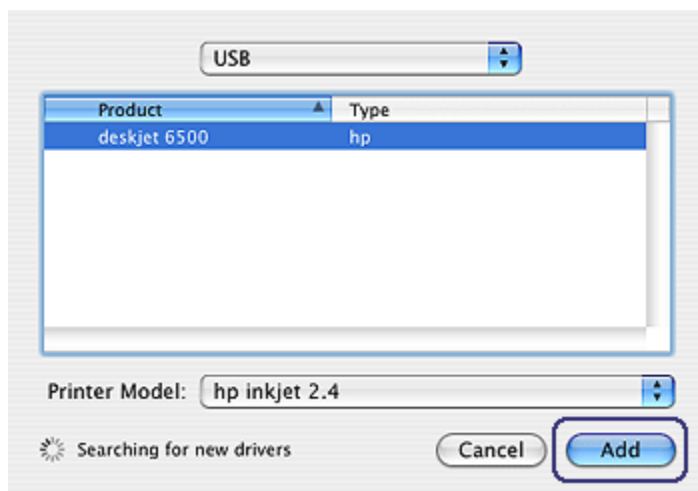 USB
Product Type
deskjet 6500 hp
Printer Model: hp inkjet 2.4
Searching for new drivers Cancel Add